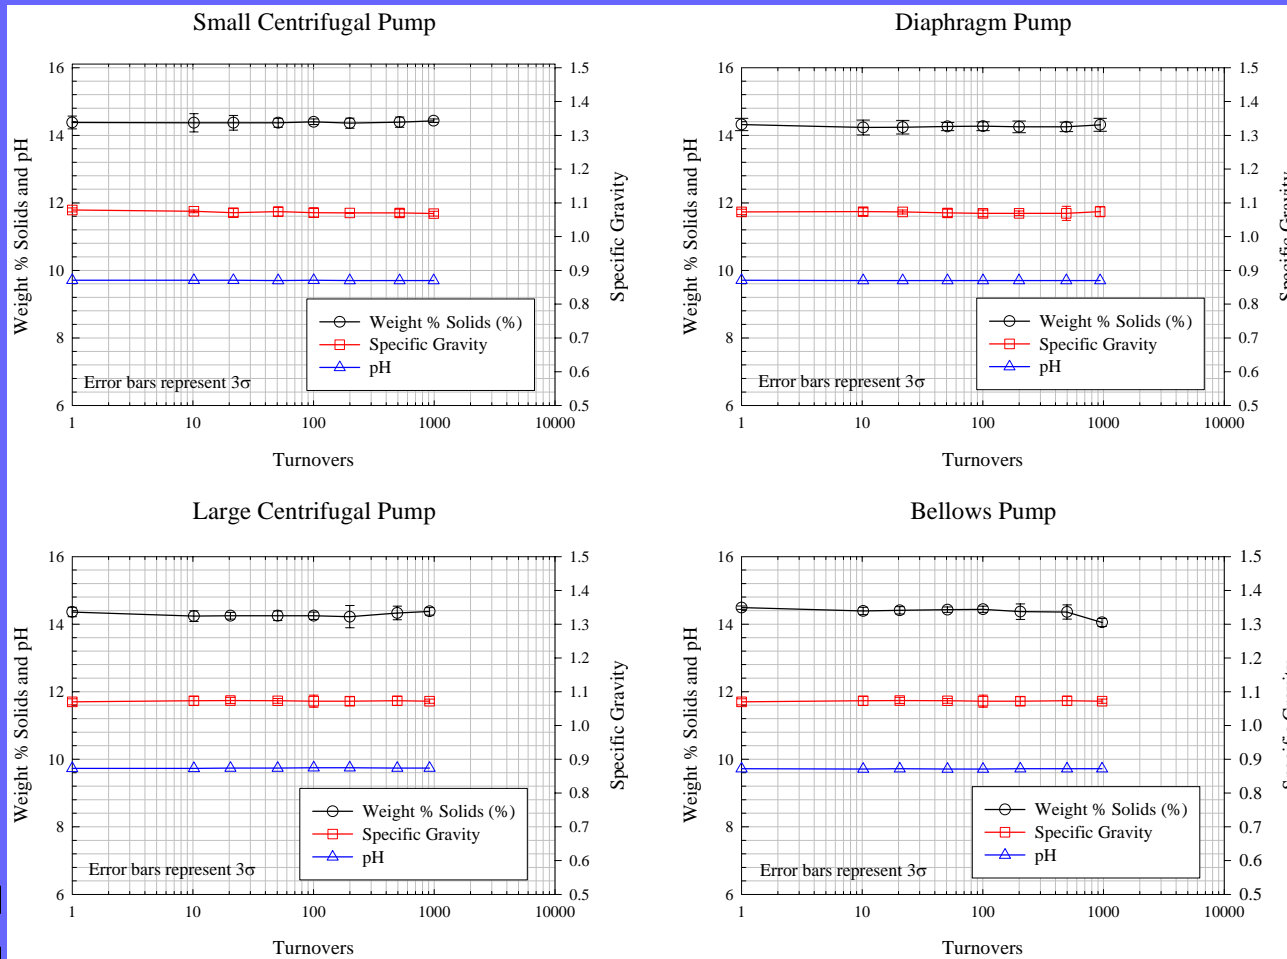 Small Centrifugal Pump
16
14
12
10
8
6
1.5
1.4
1.3
1.2
1.1
1.0
0.9
0.8
0.7
0.6
0.5
Weight % Solids and pH
Specific Gravity
Weight % Solids (%)
Specific Gravity
pH
Error bars represent 3σ
1 10 100 1000 10000
Turnovers
Diaphragm Pump
16
14
12
10
8
6
1.5
1.4
1.3
1.2
1.1
1.0
0.9
0.8
0.7
0.6
0.5
Weight % Solids and pH
Specific Gravity
Weight % Solids (%)
Specific Gravity
pH
Error bars represent 3σ
1 10 100 1000 10000
Turnovers
Large Centrifugal Pump
16
14
12
10
8
6
1.5
1.4
1.3
1.2
1.1
1.0
0.9
0.8
0.7
0.6
0.5
Weight % Solids and pH
Specific Gravity
Weight % Solids (%)
Specific Gravity
pH
Error bars represent 3σ
1 10 100 1000 10000
Turnovers
Bellows Pump
16
14
12
10
8
6
1.5
1.4
1.3
1.2
1.1
1.0
0.9
0.8
0.7
0.6
0.5
Weight % Solids and pH
Specific Gravity
Weight % Solids (%)
Specific Gravity
pH
Error bars represent 3σ
1 10 100 1000 10000
Turnovers